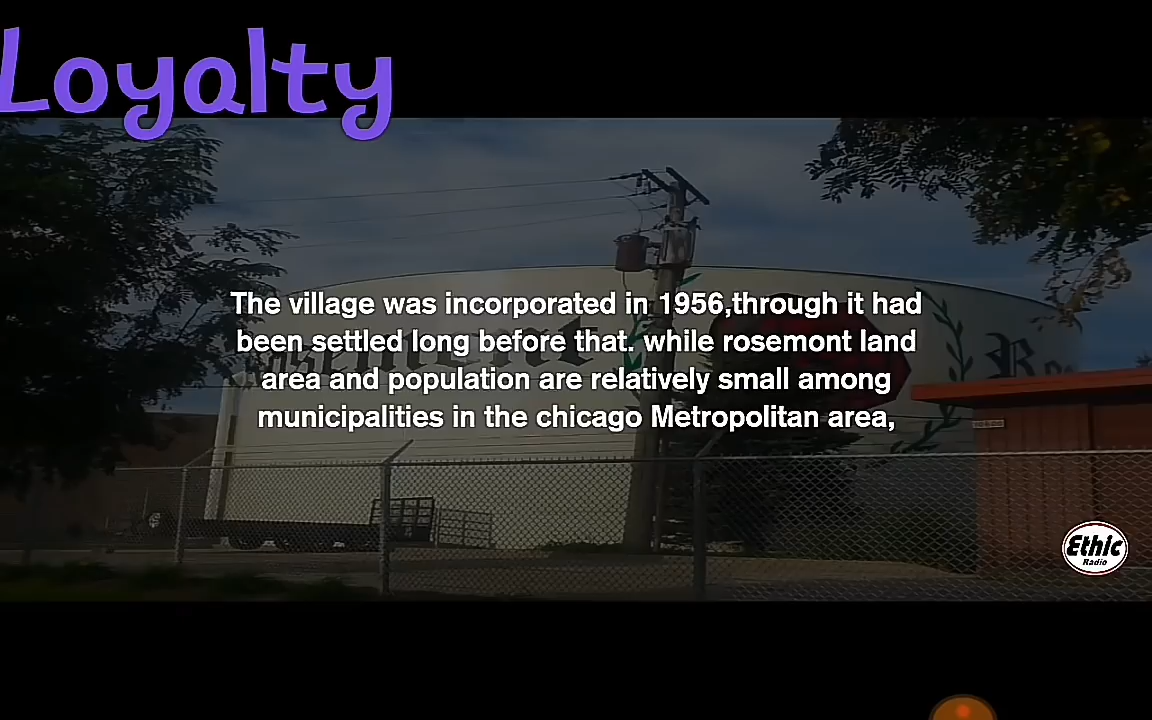 Loyalty
The village was incorporated in 1956,through it had
been settled long before that. while rosemont land
area and population are relatively small among
municipalities in the chicago Metropolitan area,
Ethic
Radio